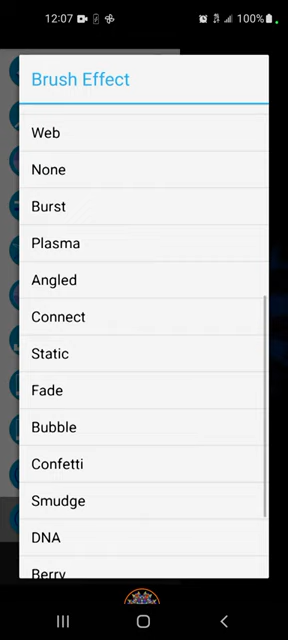 12:07
100%
Brush Effect
Web
None
Burst
Plasma
Angled
Connect
Static
Fade
Bubble
Confetti
Smudge
DNA
Berry